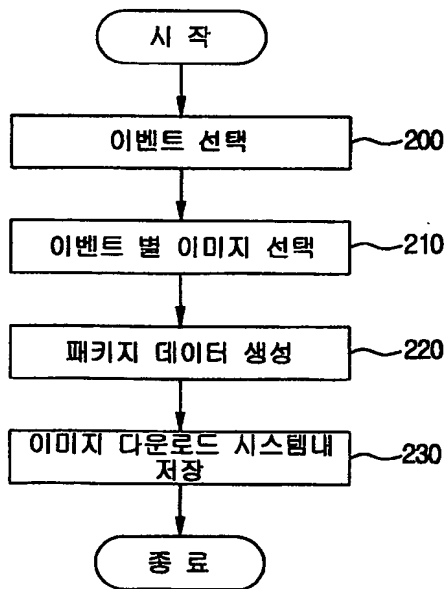 시 작
이벤트 선택
200
이벤트 별 이미지 선택
210
패키지 데이터 생성
220
이미지 다운로드 시스템내
저장
230
종 료